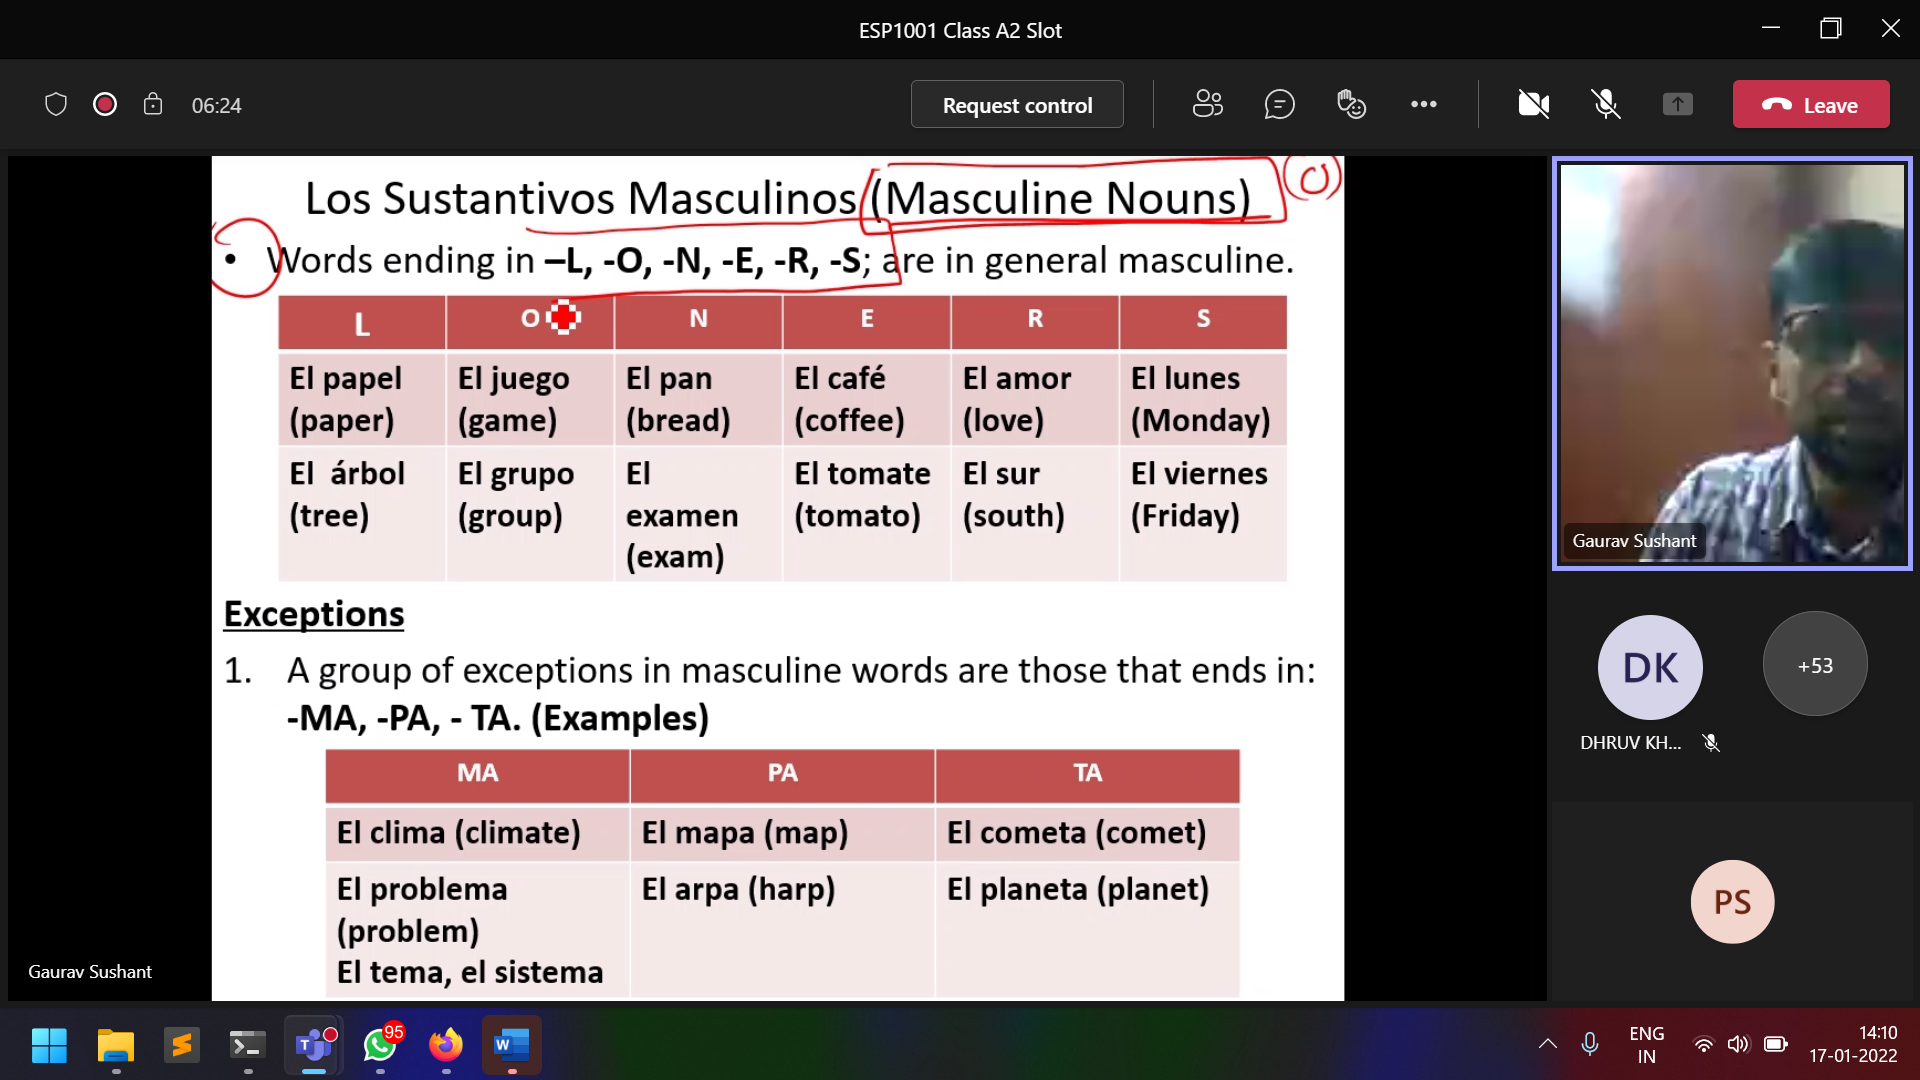 ESP1001 Class A2 Slot
06:24
Request control
Leave
Los Sustantivos Masculinos (Masculine Nouns)
• Words ending in –L, -O, -N, -E, -R, -S; are in general masculine.
L O N E R S
El papel (paper)
El juego (game)
El pan (bread)
El café (coffee)
El amor (love)
El lunes (Monday)
El árbol (tree)
El grupo (group)
El examen (exam)
El tomate (tomato)
El sur (south)
El viernes (Friday)
Exceptions
1. A group of exceptions in masculine words are those that ends in:
-MA, -PA, - TA. (Examples)
MA PA TA
El clima (climate)
El mapa (map)
El cometa (comet)
El problema (problem)
El tema, el sistema
El arpa (harp)
El planeta (planet)
Gaurav Sushant
Gaurav Sushant
DK
+53
DHRUV KH...
PS
95
ENG
IN
14:10
17-01-2022